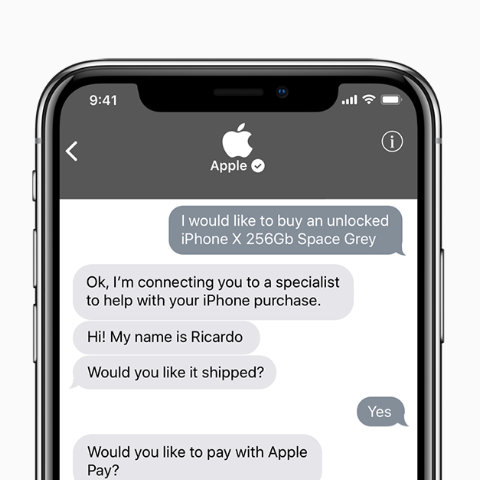 9:41
Apple
I would like to buy an unlocked
iPhone X 256Gb Space Grey
Ok, I'm connecting you to a specialist
to help with your iPhone purchase.
Hi! My name is Ricardo
Would you like it shipped?
Yes
Would you like to pay with Apple
Pay?